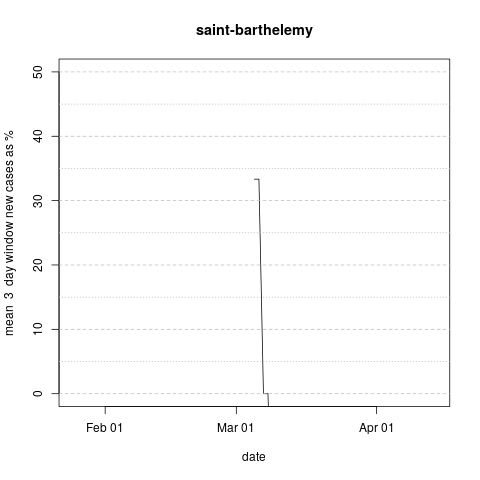 saint-barthelemy
mean 3 day window new cases as %
50
40
30
20
10
0
Feb 01
Mar 01
Apr 01
date